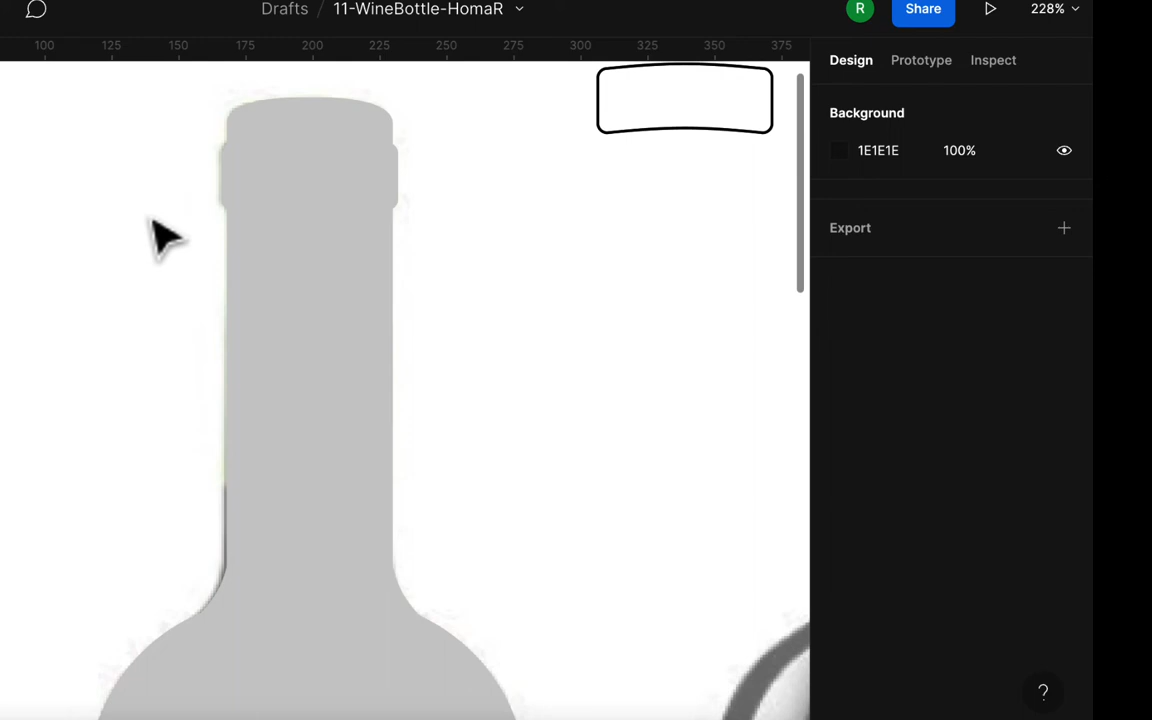 Drafts / 11-WineBottle-HomaR
R Share 228%
100 125 150 175 200 225 250 275 300 325 350 375
Design Prototype Inspect
Background
1E1E1E 100%
Export
?